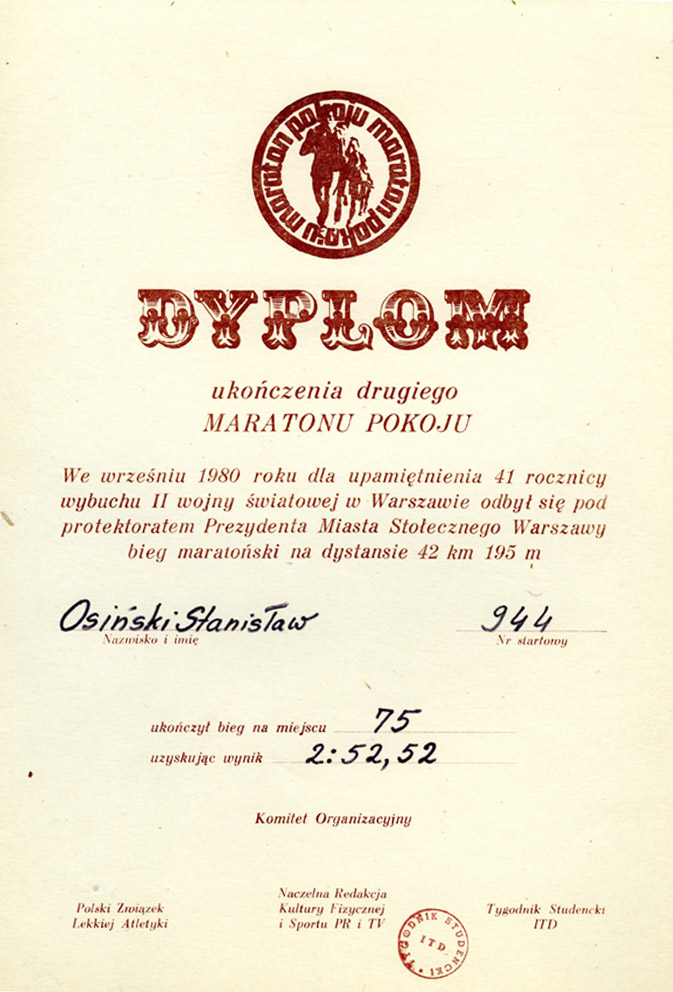 maraton pokoju maraton pokoju
DYPLOM
ukończenia drugiego
MARATONU POKOJU
We wrześniu 1980 roku dla upamiętnienia 41 rocznicy
wybuchu II wojny światowej w Warszawie odbył się pod
protektoratem Prezydenta Miasta Stołecznego Warszawy
bieg maratoński na dystansie 42 km 195 m
Osiński Stanisław 944
Nazwisko i imię Nr startowy
ukończył bieg na miejscu 75
uzyskując wynik 2:52,52
Komitet Organizacyjny
Polski Związek
Lekkiej Atletyki
Naczelna Redakcja
Kultury Fizycznej
i Sportu PR i TV
TYGODNIK STUDENCKI
ITD
Tygodnik Studencki
ITD